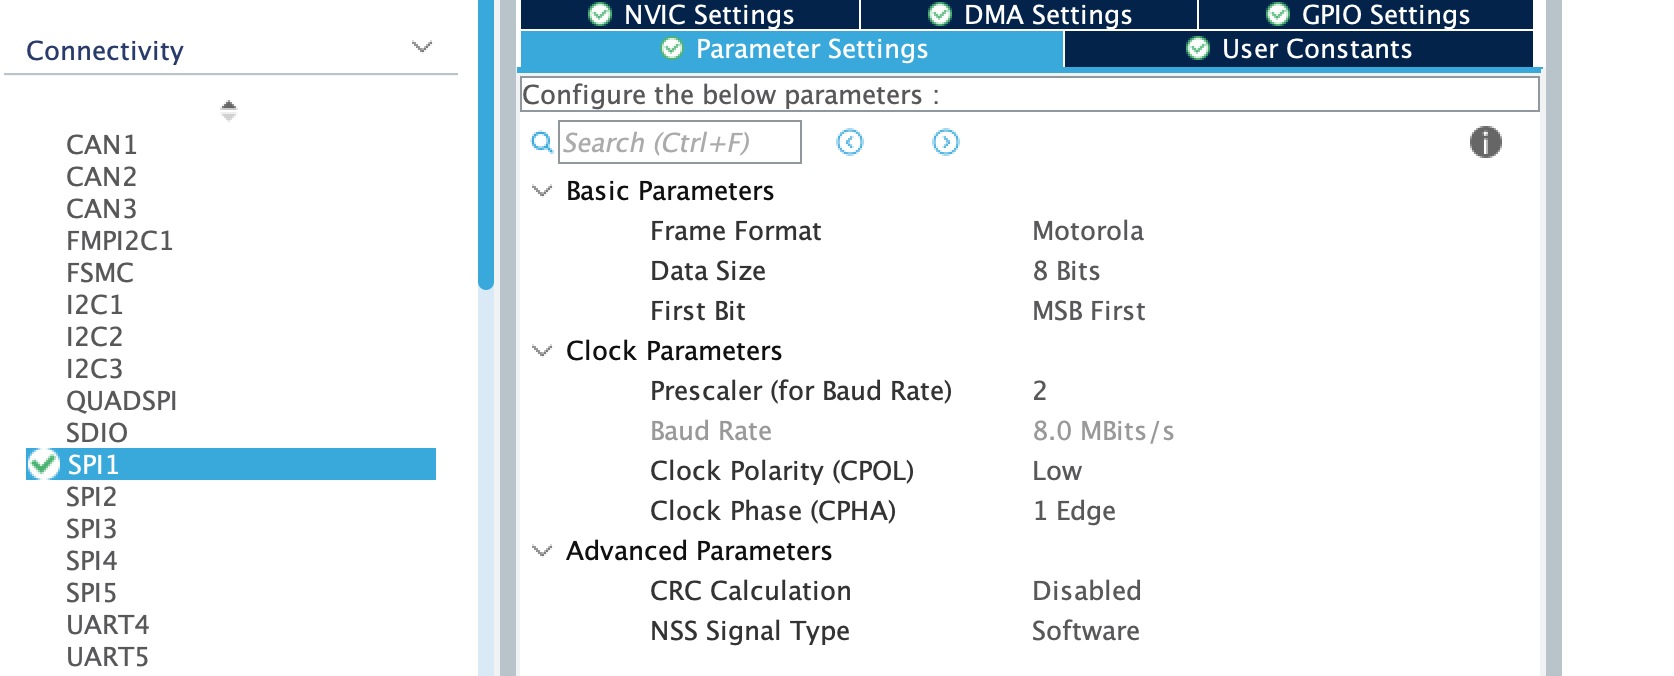 Connectivity
CAN1
CAN2
CAN3
FMPI2C1
FSMC
I2C1
I2C2
I2C3
QUADSPI
SDIO
SPI1
SPI2
SPI3
SPI4
SPI5
UART4
UART5
NVIC Settings DMA Settings GPIO Settings
Parameter Settings User Constants
Configure the below parameters :
Search (Ctrl+F)
Basic Parameters
Frame Format Motorola
Data Size 8 Bits
First Bit MSB First
Clock Parameters
Prescaler (for Baud Rate) 2
Baud Rate 8.0 MBits/s
Clock Polarity (CPOL) Low
Clock Phase (CPHA) 1 Edge
Advanced Parameters
CRC Calculation Disabled
NSS Signal Type Software